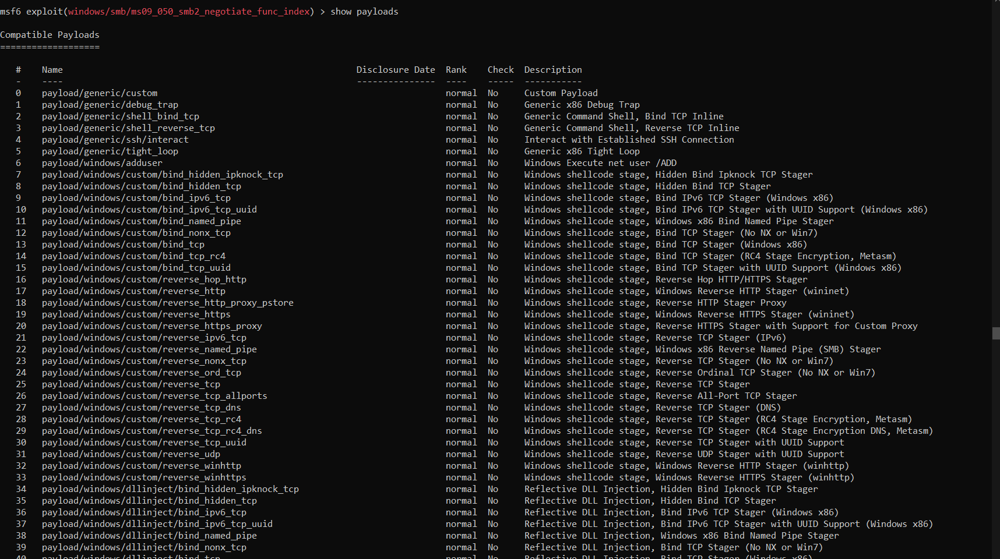 msf6 exploit(windows/smb/ms09_050_smb2_negotiate_func_index) > show payloads
Compatible Payloads
===================
# Name Disclosure Date Rank Check Description
- ---- --------------- ---- ----- -----------
0 payload/generic/custom normal No Custom Payload
1 payload/generic/debug_trap normal No Generic x86 Debug Trap
2 payload/generic/shell_bind_tcp normal No Generic Command Shell, Bind TCP Inline
3 payload/generic/shell_reverse_tcp normal No Generic Command Shell, Reverse TCP Inline
4 payload/generic/ssh/interact normal No Interact with Established SSH Connection
5 payload/generic/tight_loop normal No Generic x86 Tight Loop
6 payload/windows/adduser normal No Windows Execute net user /ADD
7 payload/windows/custom/bind_hidden_ipknock_tcp normal No Windows shellcode stage, Hidden Bind Ipknock TCP Stager
8 payload/windows/custom/bind_hidden_tcp normal No Windows shellcode stage, Hidden Bind TCP Stager
9 payload/windows/custom/bind_ipv6_tcp normal No Windows shellcode stage, Bind IPv6 TCP Stager (Windows x86)
10 payload/windows/custom/bind_ipv6_tcp_uuid normal No Windows shellcode stage, Bind IPv6 TCP Stager with UUID Support (Windows x86)
11 payload/windows/custom/bind_named_pipe normal No Windows shellcode stage, Windows x86 Bind Named Pipe Stager
12 payload/windows/custom/bind_nonx_tcp normal No Windows shellcode stage, Bind TCP Stager (No NX or Win7)
13 payload/windows/custom/bind_tcp normal No Windows shellcode stage, Bind TCP Stager (Windows x86)
14 payload/windows/custom/bind_tcp_rc4 normal No Windows shellcode stage, Bind TCP Stager (RC4 Stage Encryption, Metasm)
15 payload/windows/custom/bind_tcp_uuid normal No Windows shellcode stage, Bind TCP Stager with UUID Support (Windows x86)
16 payload/windows/custom/reverse_hop_http normal No Windows shellcode stage, Reverse Hop HTTP/HTTPS Stager
17 payload/windows/custom/reverse_http normal No Windows shellcode stage, Windows Reverse HTTP Stager (wininet)
18 payload/windows/custom/reverse_http_proxy_pstore normal No Windows shellcode stage, Reverse HTTP Stager Proxy
19 payload/windows/custom/reverse_https normal No Windows shellcode stage, Windows Reverse HTTPS Stager (wininet)
20 payload/windows/custom/reverse_https_proxy normal No Windows shellcode stage, Reverse HTTPS Stager with Support for Custom Proxy
21 payload/windows/custom/reverse_ipv6_tcp normal No Windows shellcode stage, Reverse TCP Stager (IPv6)
22 payload/windows/custom/reverse_named_pipe normal No Windows shellcode stage, Windows x86 Reverse Named Pipe (SMB) Stager
23 payload/windows/custom/reverse_nonx_tcp normal No Windows shellcode stage, Reverse TCP Stager (No NX or Win7)
24 payload/windows/custom/reverse_ord_tcp normal No Windows shellcode stage, Reverse Ordinal TCP Stager (No NX or Win7)
25 payload/windows/custom/reverse_tcp normal No Windows shellcode stage, Reverse TCP Stager
26 payload/windows/custom/reverse_tcp_allports normal No Windows shellcode stage, Reverse All-Port TCP Stager
27 payload/windows/custom/reverse_tcp_dns normal No Windows shellcode stage, Reverse TCP Stager (DNS)
28 payload/windows/custom/reverse_tcp_rc4 normal No Windows shellcode stage, Reverse TCP Stager (RC4 Stage Encryption, Metasm)
29 payload/windows/custom/reverse_tcp_rc4_dns normal No Windows shellcode stage, Reverse TCP Stager (RC4 Stage Encryption DNS, Metasm)
30 payload/windows/custom/reverse_tcp_uuid normal No Windows shellcode stage, Reverse TCP Stager with UUID Support
31 payload/windows/custom/reverse_udp normal No Windows shellcode stage, Reverse UDP Stager with UUID Support
32 payload/windows/custom/reverse_winhttp normal No Windows shellcode stage, Windows Reverse HTTP Stager (winhttp)
33 payload/windows/custom/reverse_winhttps normal No Windows shellcode stage, Windows Reverse HTTPS Stager (winhttp)
34 payload/windows/dllinject/bind_hidden_ipknock_tcp normal No Reflective DLL Injection, Hidden Bind Ipknock TCP Stager
35 payload/windows/dllinject/bind_hidden_tcp normal No Reflective DLL Injection, Hidden Bind TCP Stager
36 payload/windows/dllinject/bind_ipv6_tcp normal No Reflective DLL Injection, Bind IPv6 TCP Stager (Windows x86)
37 payload/windows/dllinject/bind_ipv6_tcp_uuid normal No Reflective DLL Injection, Bind IPv6 TCP Stager with UUID Support (Windows x86)
38 payload/windows/dllinject/bind_named_pipe normal No Reflective DLL Injection, Windows x86 Bind Named Pipe Stager
39 payload/windows/dllinject/bind_nonx_tcp normal No Reflective DLL Injection, Bind TCP Stager (No NX or Win7)
40 payload/windows/dllinject/bind_tcp normal No Reflective DLL Injection, Bind TCP Stager (Windows x86)